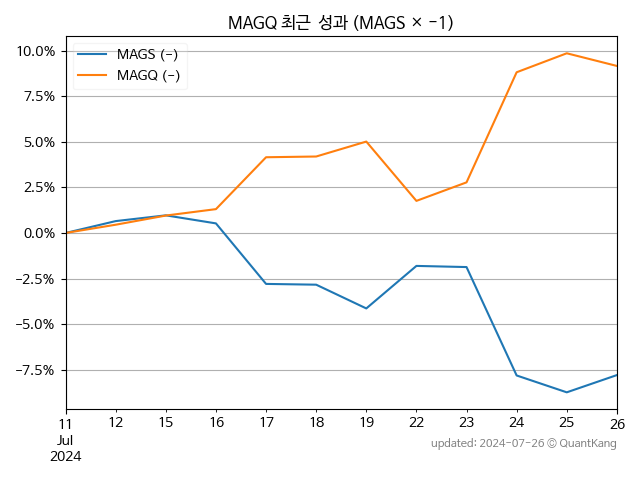 MAGQ 최근 성과 (MAGS × −1)
MAGS (-)
MAGQ (-)
10.0%
7.5%
5.0%
2.5%
0.0%
−2.5%
−5.0%
−7.5%
11 12 15 16 17 18 19 22 23 24 25 26
Jul
2024
updated: 2024-07-26 © QuantKang